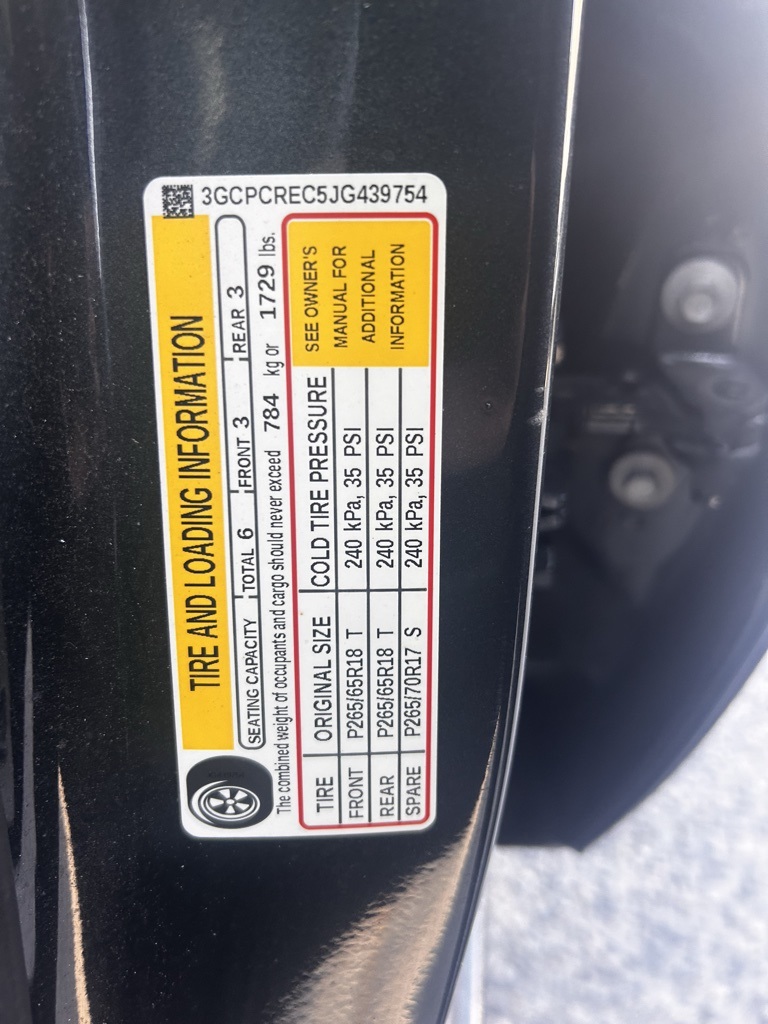 3GCPCREC5JG439754
TIRE AND LOADING INFORMATION
SEATING CAPACITY TOTAL 6 FRONT 3 REAR 3
The combined weight of occupants and cargo should never exceed 784 kg or 1729 lbs.
TIRE ORIGINAL SIZE COLD TIRE PRESSURE
FRONT P265/65R18 T 240 kPa, 35 PSI
REAR P265/65R18 T 240 kPa, 35 PSI
SPARE P265/70R17 S 240 kPa, 35 PSI
SEE OWNER'S
MANUAL FOR
ADDITIONAL
INFORMATION